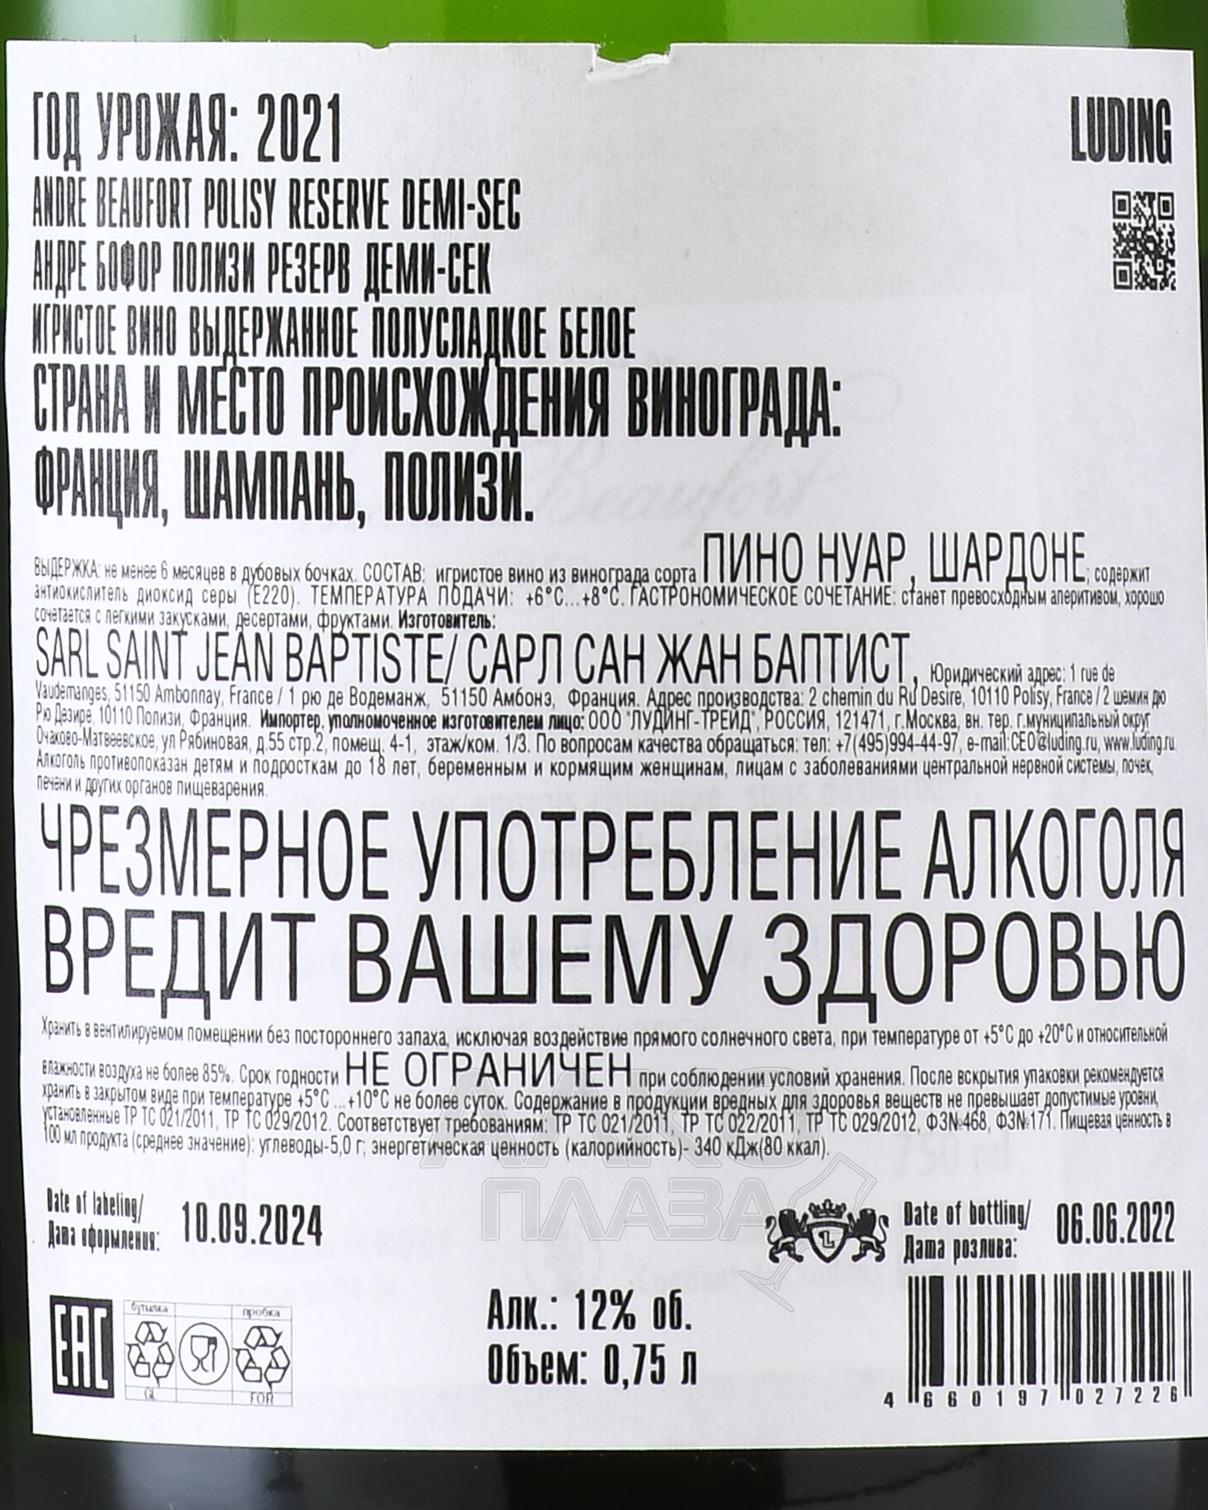 ГОД УРОЖАЯ: 2021
LUDING
ANDRE BEAUFORT POLISY RESERVE DEMI-SEC
АНДРЕ БОФОР ПОЛИЗИ РЕЗЕРВ ДЕМИ-СЕК
ИГРИСТОЕ ВИНО ВЫДЕРЖАННОЕ ПОЛУСЛАДКОЕ БЕЛОЕ
СТРАНА И МЕСТО ПРОИСХОЖДЕНИЯ ВИНОГРАДА:
ФРАНЦИЯ, ШАМПАНЬ, ПОЛИЗИ.
ВЫДЕРЖКА: не менее 6 месяцев в дубовых бочках. СОСТАВ: игристое вино из винограда сорта ПИНО НУАР, ШАРДОНЕ; содержит
антиокислитель диоксид серы (Е220). ТЕМПЕРАТУРА ПОДАЧИ: +6°С...+8°С. ГАСТРОНОМИЧЕСКОЕ СОЧЕТАНИЕ: станет превосходным аперитивом, хорошо
сочетается с легкими закусками, десертами, фруктами. Изготовитель:
SARL SAINT JEAN BAPTISTE/ САРЛ САН ЖАН БАПТИСТ, Юридический адрес: 1 rue de
Vaudemanges, 51150 Ambonnay, France / 1 рю де Водеманж, 51150 Амбонэ, Франция. Адрес производства: 2 chemin du Ru Desire, 10110 Polisy, France / 2 шемин дю
Рю Дезире, 10110 Полизи, Франция. Импортер, уполномоченное изготовителем лицо: ООО "ЛУДИНГ-ТРЕЙД", РОССИЯ, 121471, г.Москва, вн. тер. г.муниципальный округ
Очаково-Матвеевское, ул Рябиновая, д.55 стр.2, помещ. 4-1, этаж/ком. 1/3. По вопросам качества обращаться: тел: +7(495)994-44-97, e-mail:CEO@luding.ru, www.luding.ru.
Алкоголь противопоказан детям и подросткам до 18 лет, беременным и кормящим женщинам, лицам с заболеваниями центральной нервной системы, почек,
печени и других органов пищеварения.
ЧРЕЗМЕРНОЕ УПОТРЕБЛЕНИЕ АЛКОГОЛЯ
ВРЕДИТ ВАШЕМУ ЗДОРОВЬЮ
Хранить в вентилируемом помещении без постороннего запаха, исключая воздействие прямого солнечного света, при температуре от +5°С до +20°С и относительной
влажности воздуха не более 85%. Срок годности НЕ ОГРАНИЧЕН при соблюдении условий хранения. После вскрытия упаковки рекомендуется
хранить в закрытом виде при температуре +5°С ...+10°С не более суток. Содержание в продукции вредных для здоровья веществ не превышает допустимые уровни,
установленные ТР ТС 021/2011, ТР ТС 029/2012. Соответствует требованиям: ТР ТС 021/2011, ТР ТС 022/2011, ТР ТС 029/2012, ФЗ№468, ФЗ№171. Пищевая ценность в
100 мл продукта (среднее значение): углеводы-5,0 г; энергетическая ценность (калорийность)- 340 кДж(80 ккал).
АЛКО
ПЛАЗА
Date of labeling/
Дата оформления: 10.09.2024
L
Date of bottling/
Дата розлива: 06.06.2022
EAC
бутылка
пробка
GL
FOR
Алк.: 12% об.
Объем: 0,75 л
4 660197 027226